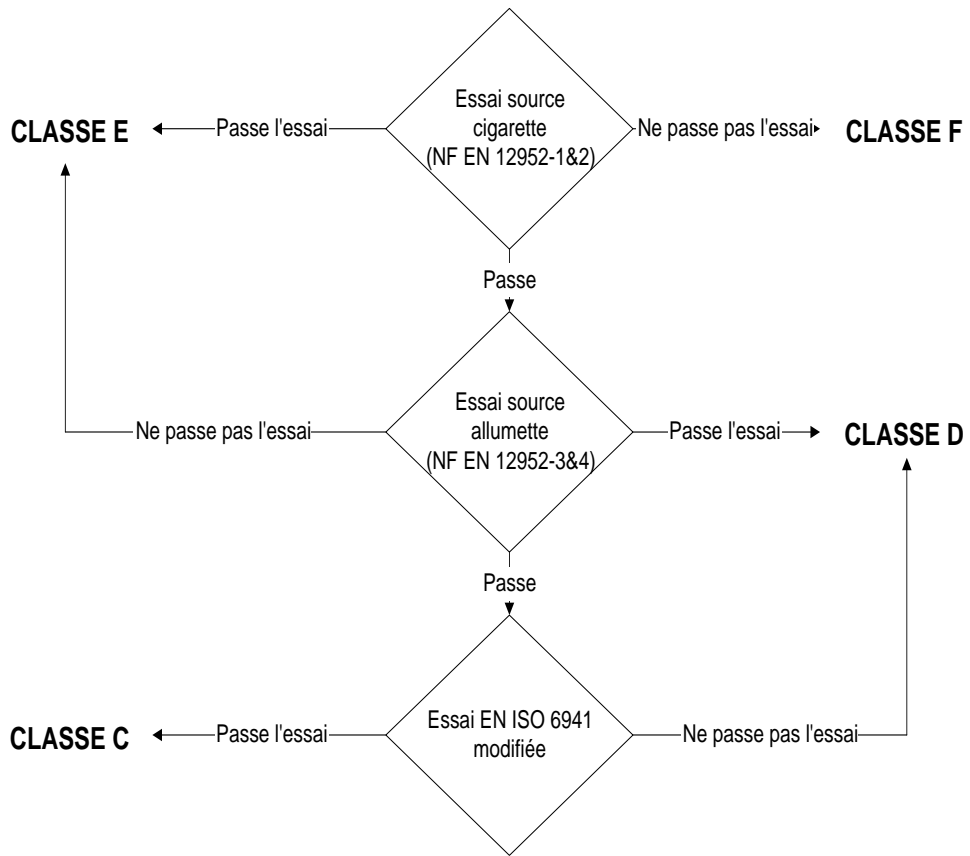 Essai source
cigarette
(NF EN 12952-1&2)
CLASSE E
Passe l'essai
Ne passe pas l'essai
CLASSE F
Passe
Essai source
allumette
(NF EN 12952-3&4)
Ne passe pas l'essai
Passe l'essai
CLASSE D
Passe
Essai EN ISO 6941
modifiée
CLASSE C
Passe l'essai
Ne passe pas l'essai